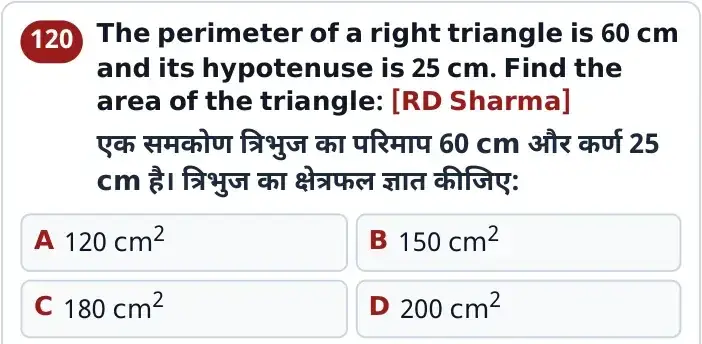 120 The perimeter of a right triangle is 60 cm
and its hypotenuse is 25 cm. Find the
area of the triangle: [RD Sharma]
एक समकोण त्रिभुज का परिमाप 60 cm और कर्ण 25
cm है। त्रिभुज का क्षेत्रफल ज्ञात कीजिए:
A 120 cm² B 150 cm²
C 180 cm² D 200 cm²